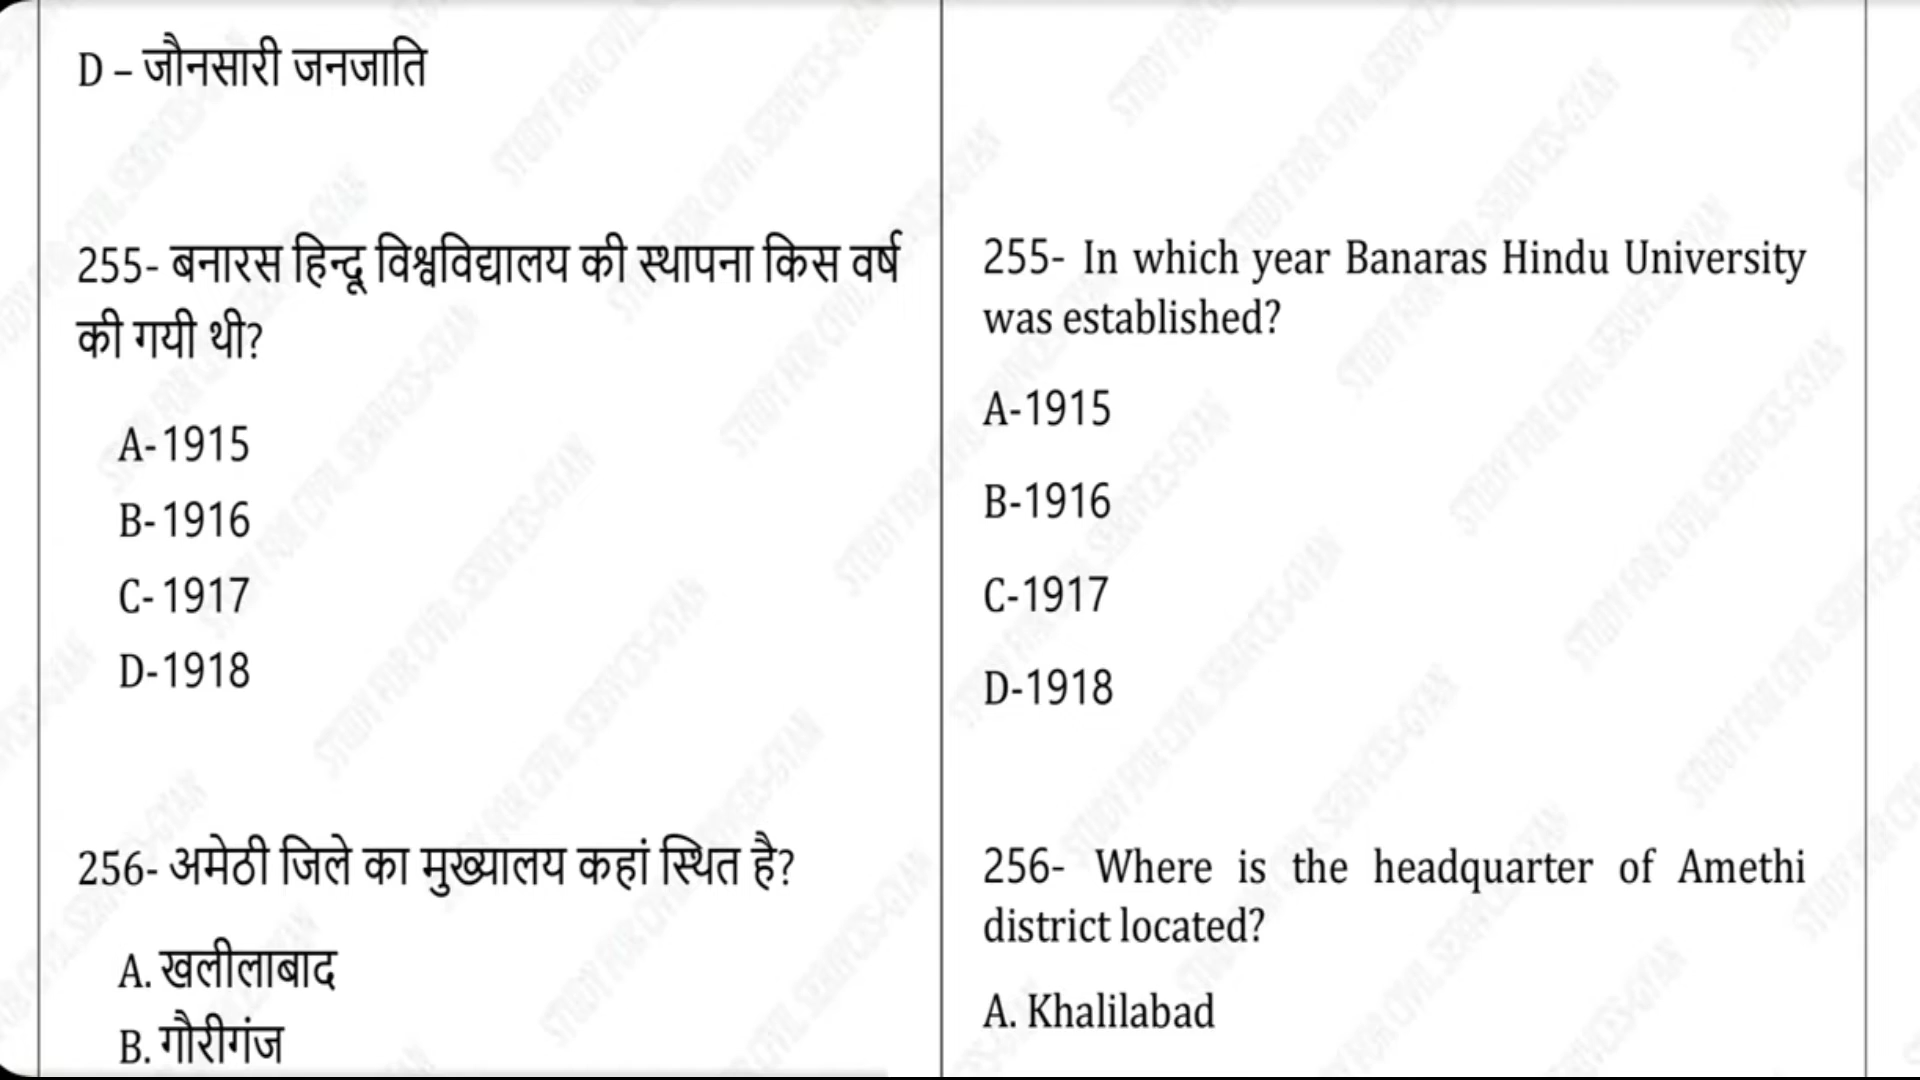 D – जौनसारी जनजाति
255- बनारस हिन्दू विश्वविद्यालय की स्थापना किस वर्ष
की गयी थी?
A-1915
B-1916
C-1917
D-1918
256- अमेठी जिले का मुख्यालय कहां स्थित है?
A. खलीलाबाद
B. गौरीगंज
255- In which year Banaras Hindu University
was established?
A-1915
B-1916
C-1917
D-1918
256- Where is the headquarter of Amethi
district located?
A. Khalilabad